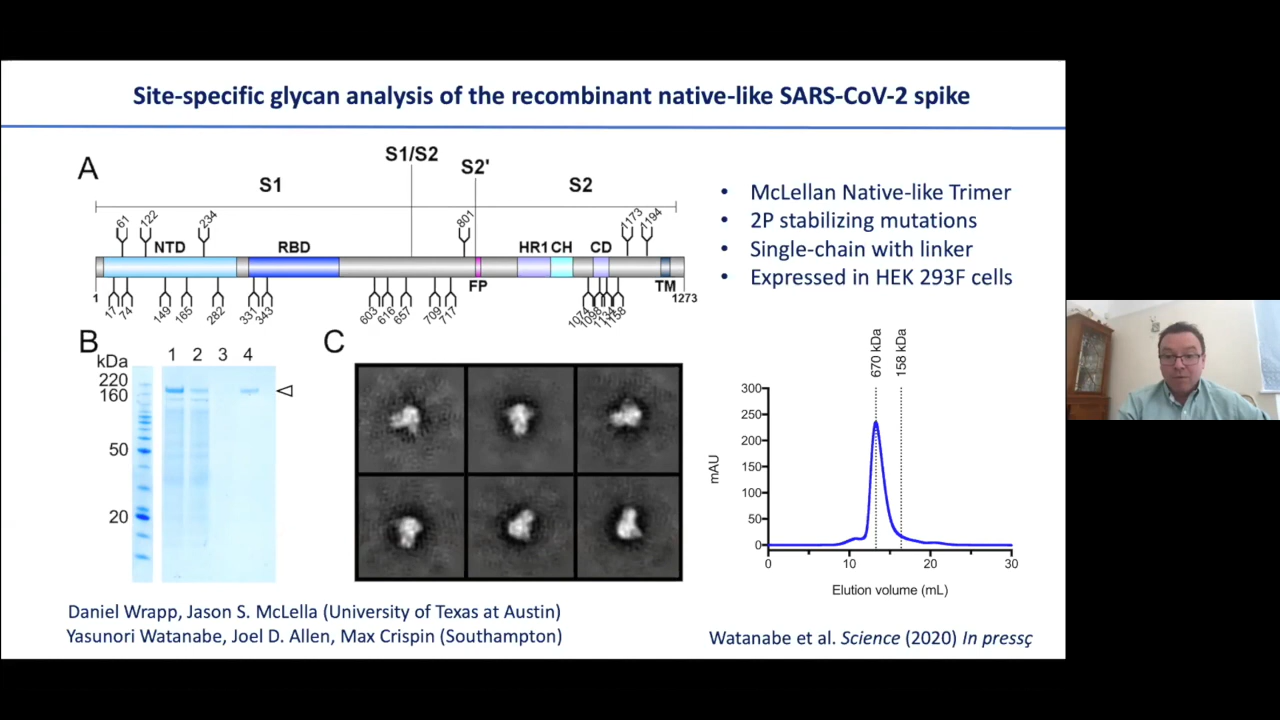 Site-specific glycan analysis of the recombinant native-like SARS-CoV-2 spike
A
S1/S2
S2'
S1
S2
61
122
234
801
1173
1194
NTD
RBD
HR1 CH
CD
FP
TM
1
1273
17
74
149
165
282
331
343
603
616
657
709
717
1074
1098
1134
1158
• McLellan Native-like Trimer
• 2P stabilizing mutations
• Single-chain with linker
• Expressed in HEK 293F cells
B
kDa
1 2 3 4
220
160
50
20
C
670 kDa
158 kDa
mAU
300
250
200
150
100
50
0
0 10 20 30
Elution volume (mL)
Daniel Wrapp, Jason S. McLella (University of Texas at Austin)
Yasunori Watanabe, Joel D. Allen, Max Crispin (Southampton)
Watanabe et al. Science (2020) In pressç